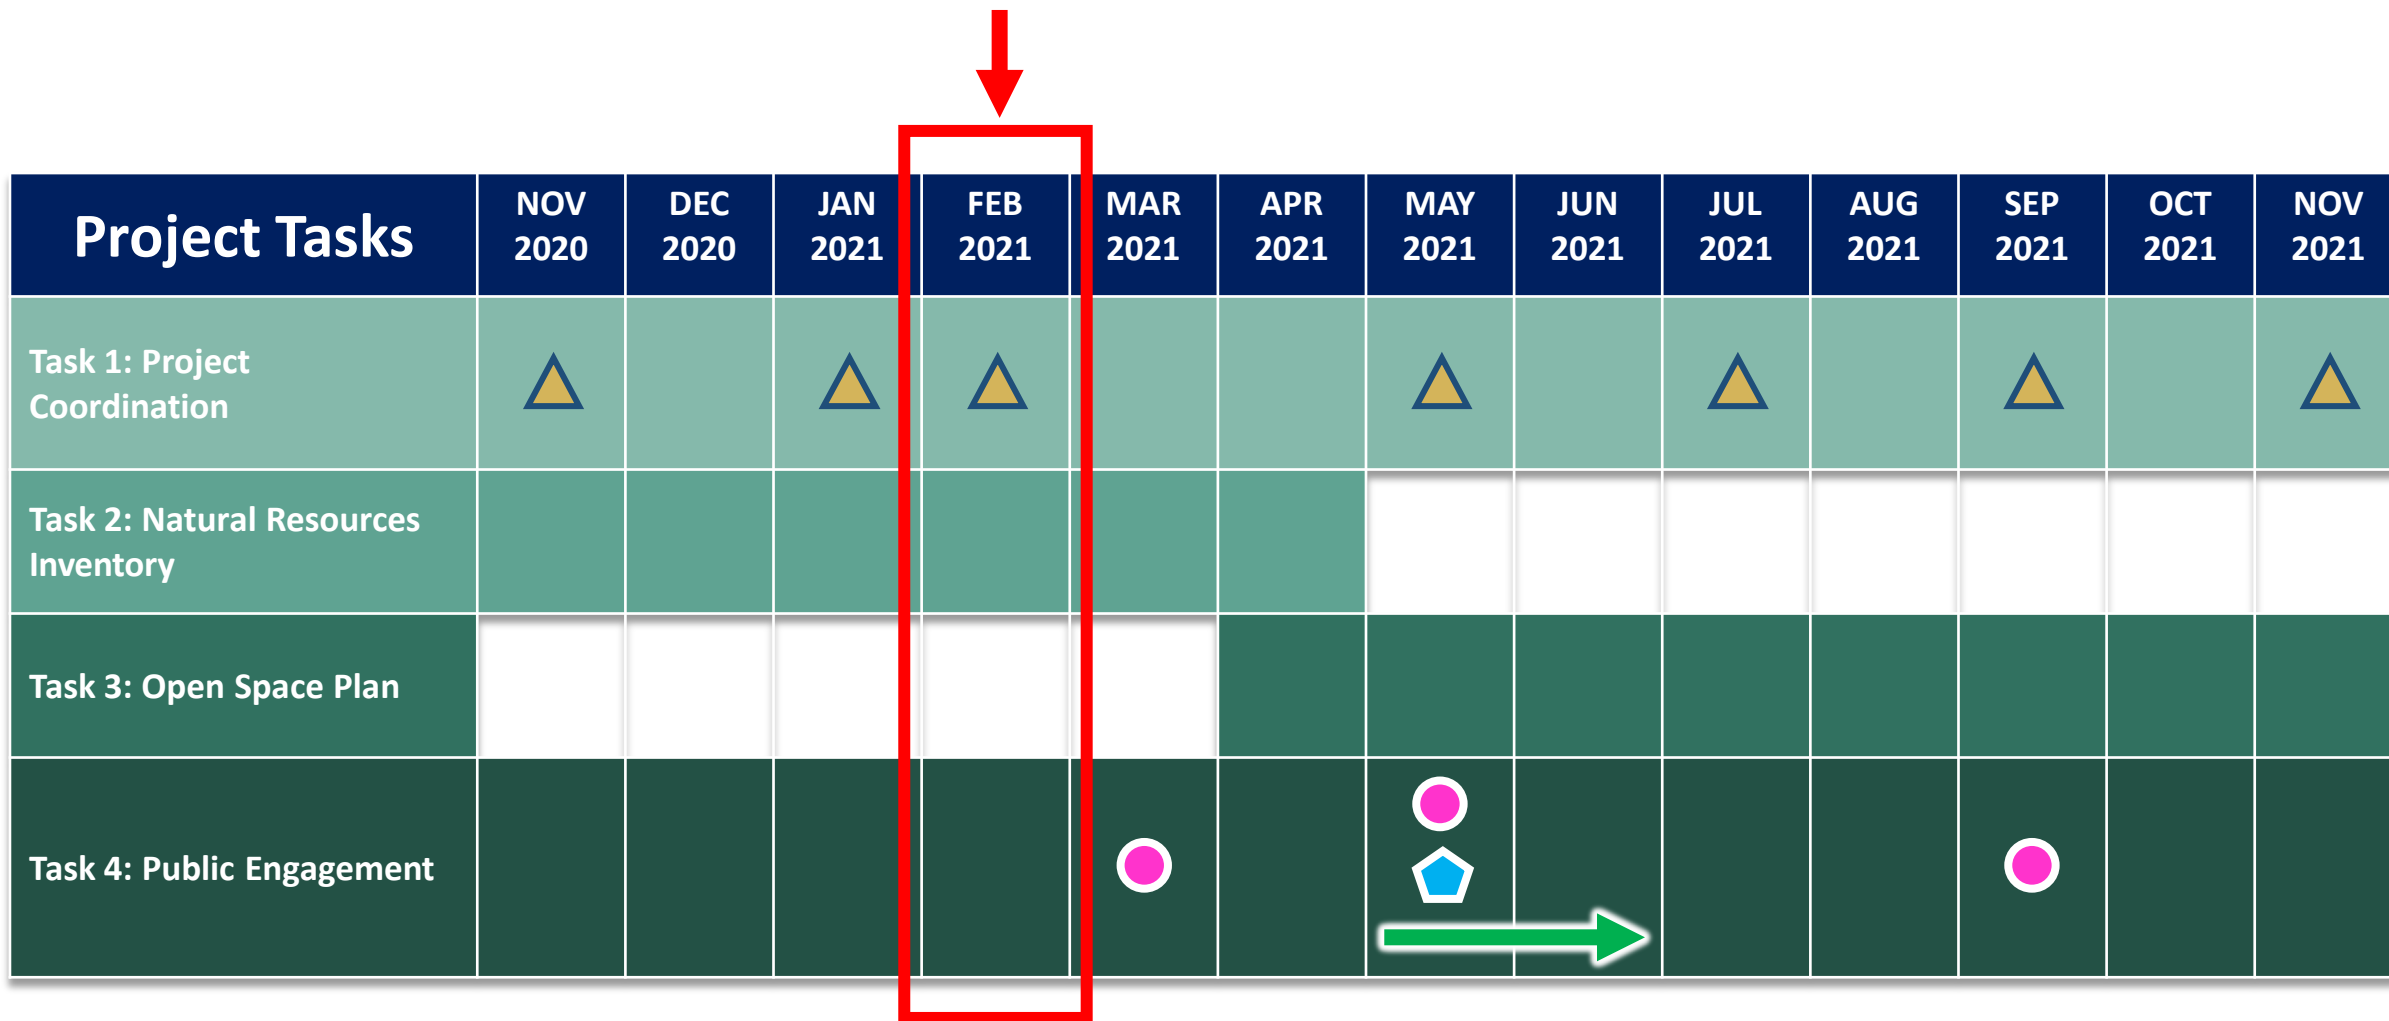 Project Tasks
NOV
2020
DEC
2020
JAN
2021
FEB
2021
MAR
2021
APR
2021
MAY
2021
JUN
2021
JUL
2021
AUG
2021
SEP
2021
OCT
2021
NOV
2021
Task 1: Project
Coordination
Task 2: Natural Resources
Inventory
Task 3: Open Space Plan
Task 4: Public Engagement